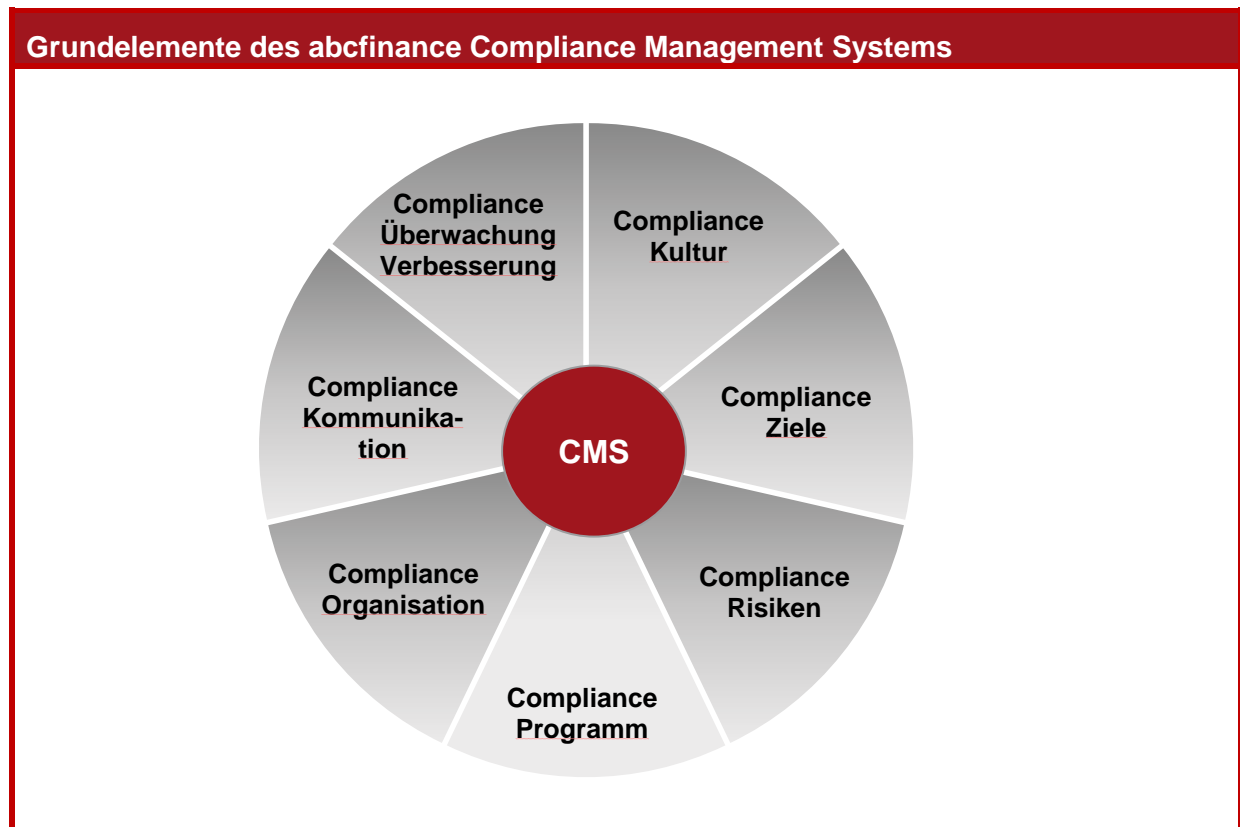 Grundelemente des abcfinance Compliance Management Systems
Compliance
Überwachung
Verbesserung
Compliance
Kultur
Compliance
Ziele
Compliance
Risiken
Compliance
Programm
Compliance
Organisation
Compliance
Kommunika-
tion
CMS